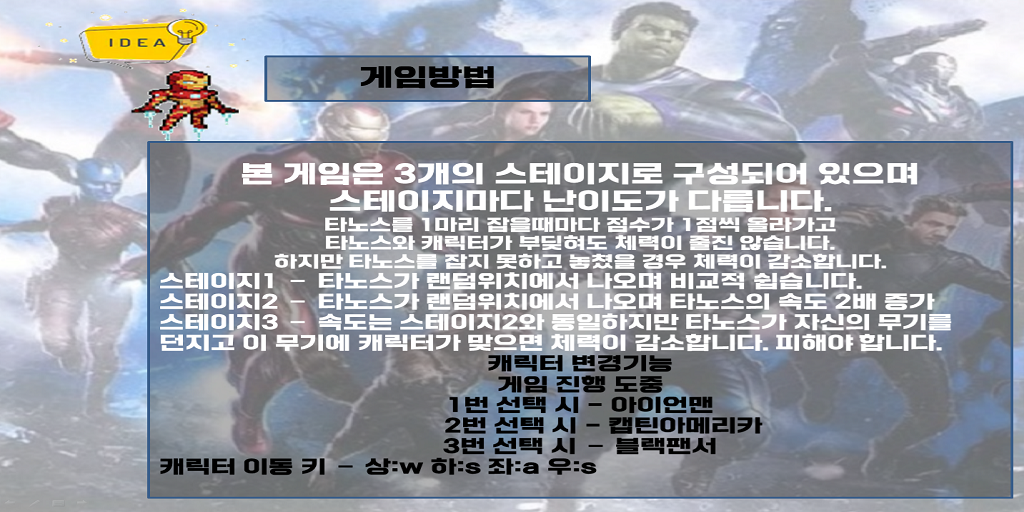 IDEA
게임방법
본 게임은 3개의 스테이지로 구성되어 있으며
스테이지마다 난이도가 다릅니다.
타노스를 1마리 잡을때마다 점수가 1점씩 올라가고
타노스와 캐릭터가 부딪혀도 체력이 줄진 않습니다.
하지만 타노스를 잡지 못하고 놓쳤을 경우 체력이 감소합니다.
스테이지1 - 타노스가 랜덤위치에서 나오며 비교적 쉽습니다.
스테이지2 - 타노스가 랜덤위치에서 나오며 타노스의 속도 2배 증가
스테이지3 - 속도는 스테이지2와 동일하지만 타노스가 자신의 무기를
던지고 이 무기에 캐릭터가 맞으면 체력이 감소합니다. 피해야 합니다.
캐릭터 변경기능
게임 진행 도중
1번 선택 시 - 아이언맨
2번 선택 시 - 캡틴아메리카
3번 선택 시 - 블랙팬서
캐릭터 이동 키 - 상:w 하:s 좌:a 우:s